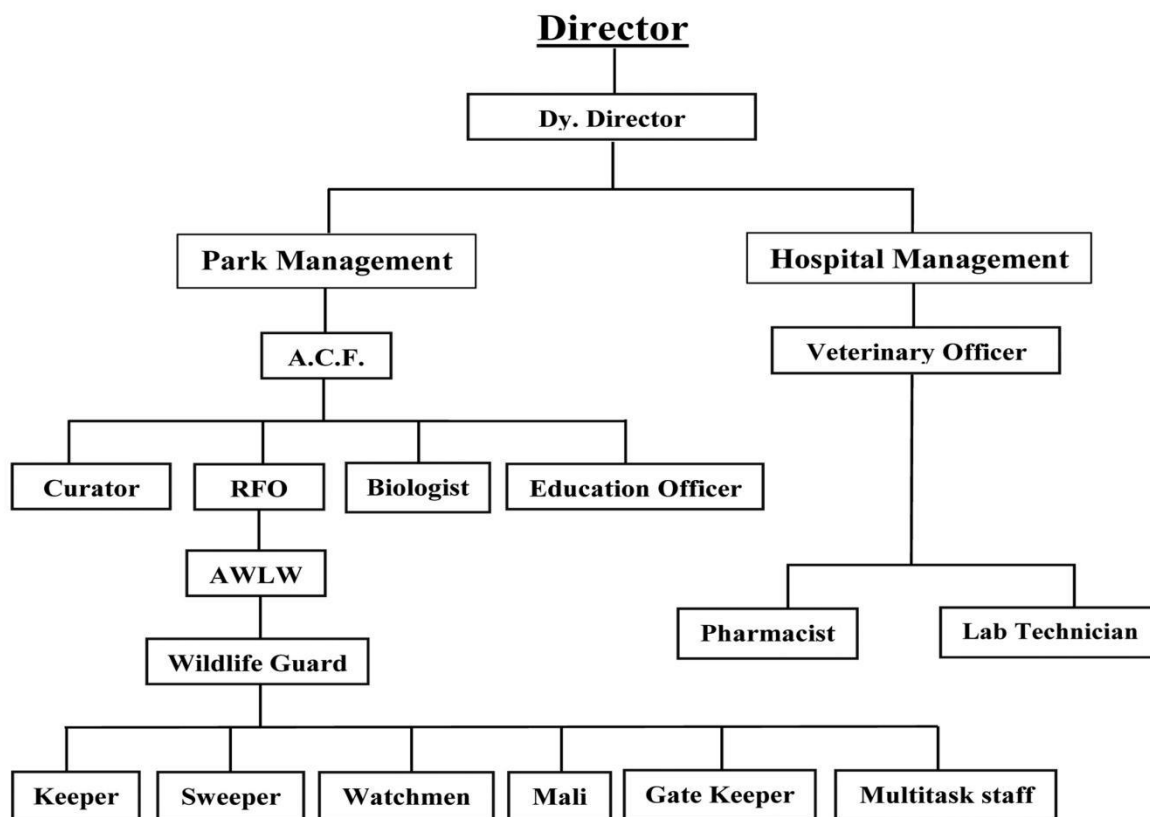 Director
Dy. Director
Park Management
Hospital Management
A.C.F.
Veterinary Officer
Curator
RFO
Biologist
Education Officer
AWLW
Pharmacist
Lab Technician
Wildlife Guard
Keeper
Sweeper
Watchmen
Mali
Gate Keeper
Multitask staff